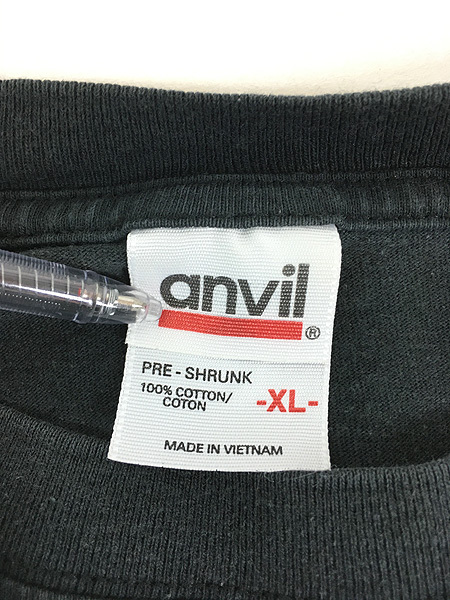 anvil®
PRE - SHRUNK
100% COTTON/
COTON
-XL-
MADE IN VIETNAM